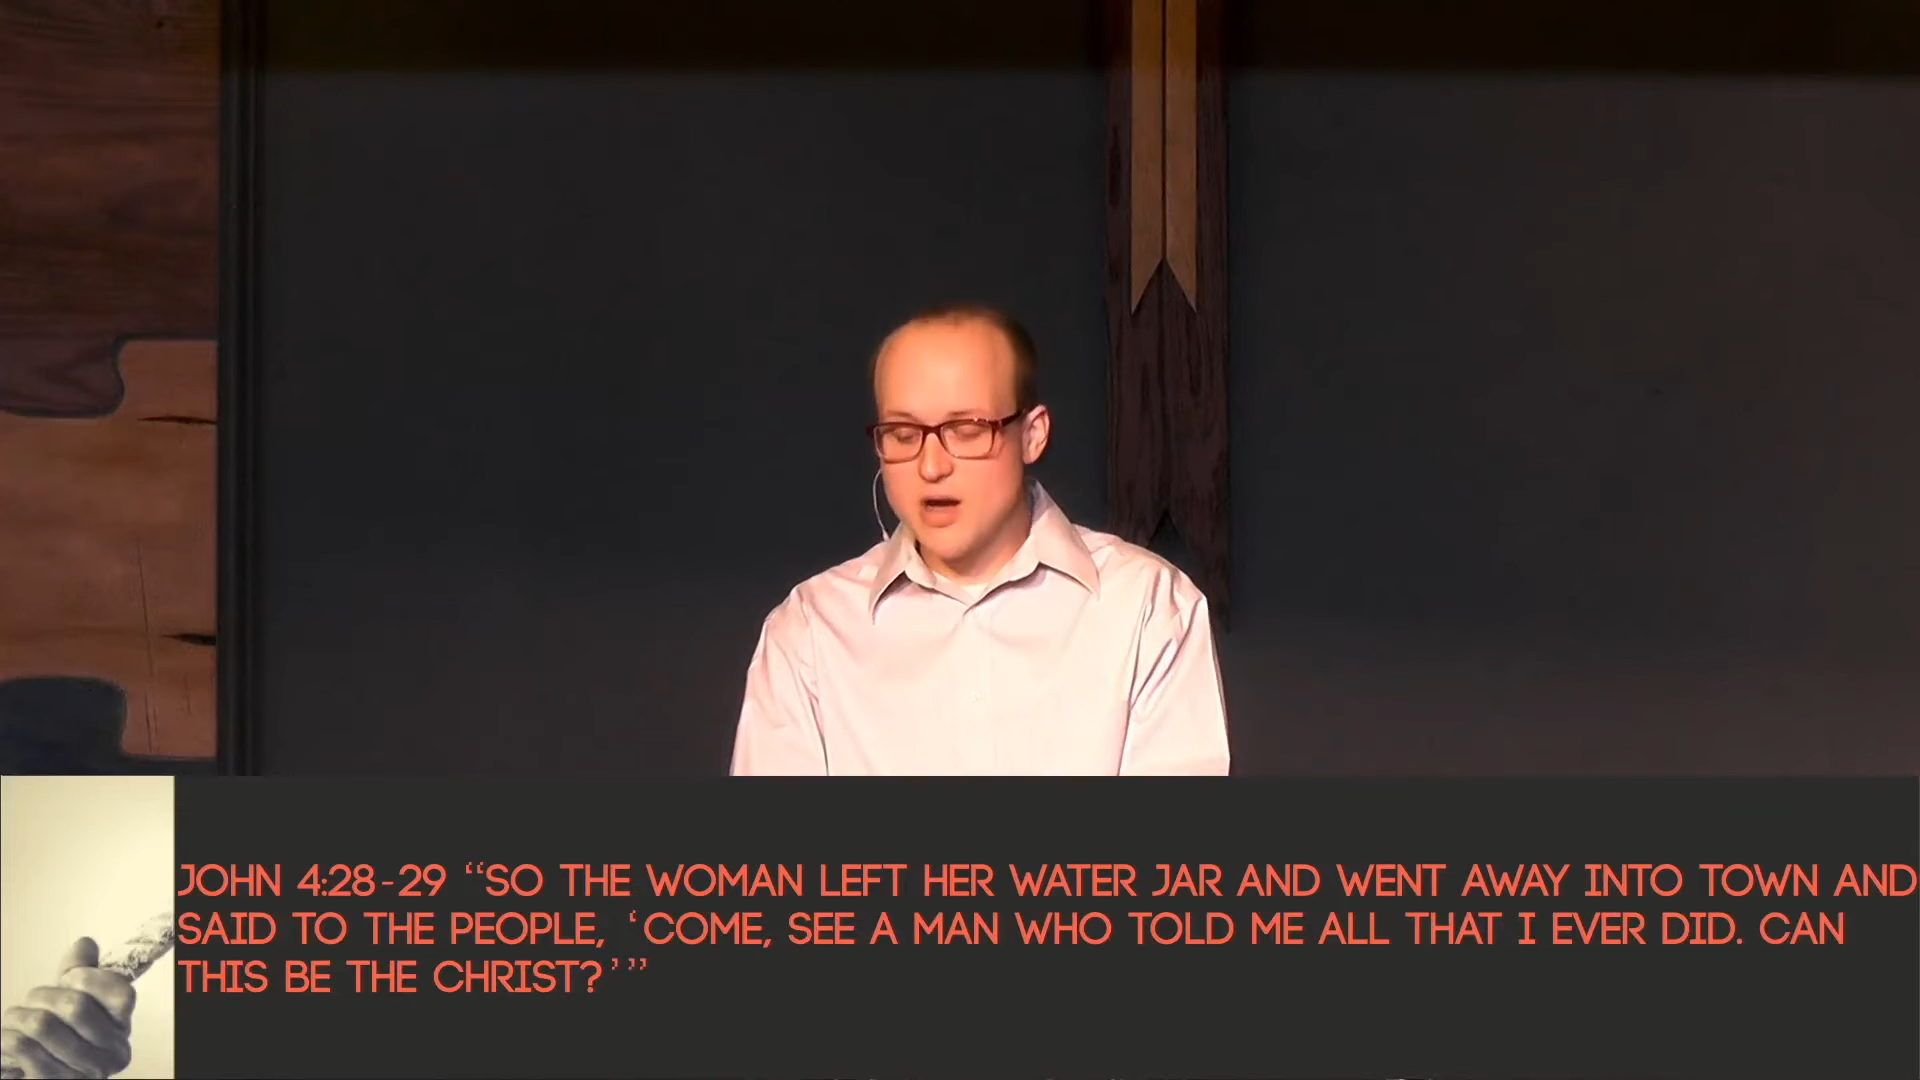 JOHN 4:28-29 “SO THE WOMAN LEFT HER WATER JAR AND WENT AWAY INTO TOWN AND
SAID TO THE PEOPLE, ‘COME, SEE A MAN WHO TOLD ME ALL THAT I EVER DID. CAN
THIS BE THE CHRIST?’”